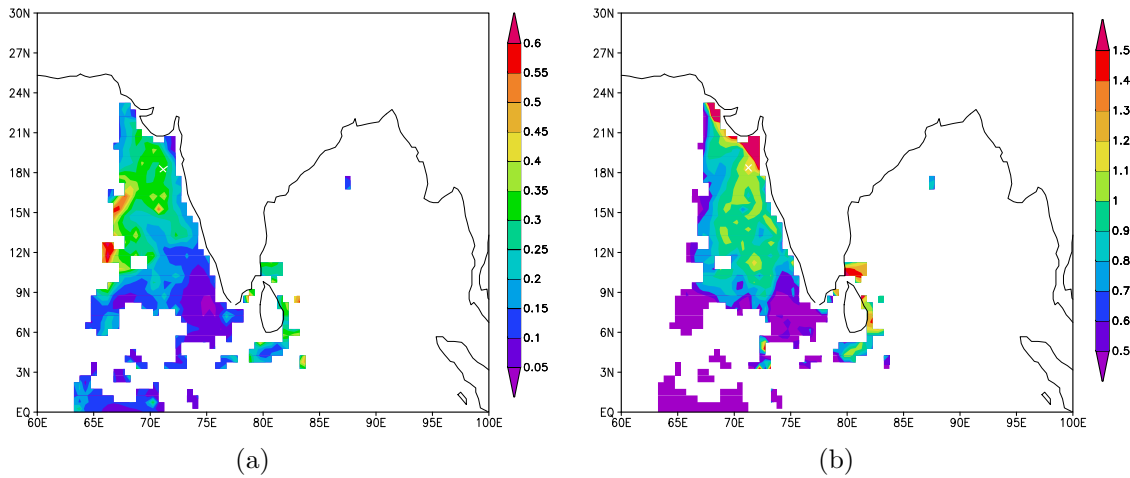 30N
27N
24N
21N
18N
15N
12N
9N
6N
3N
EQ
60E 65E 70E 75E 80E 85E 90E 95E 100E
0.6
0.55
0.5
0.45
0.4
0.35
0.3
0.25
0.2
0.15
0.1
0.05
(a)
30N
27N
24N
21N
18N
15N
12N
9N
6N
3N
EQ
60E 65E 70E 75E 80E 85E 90E 95E 100E
1.5
1.4
1.3
1.2
1.1
1
0.9
0.8
0.7
0.6
0.5
(b)